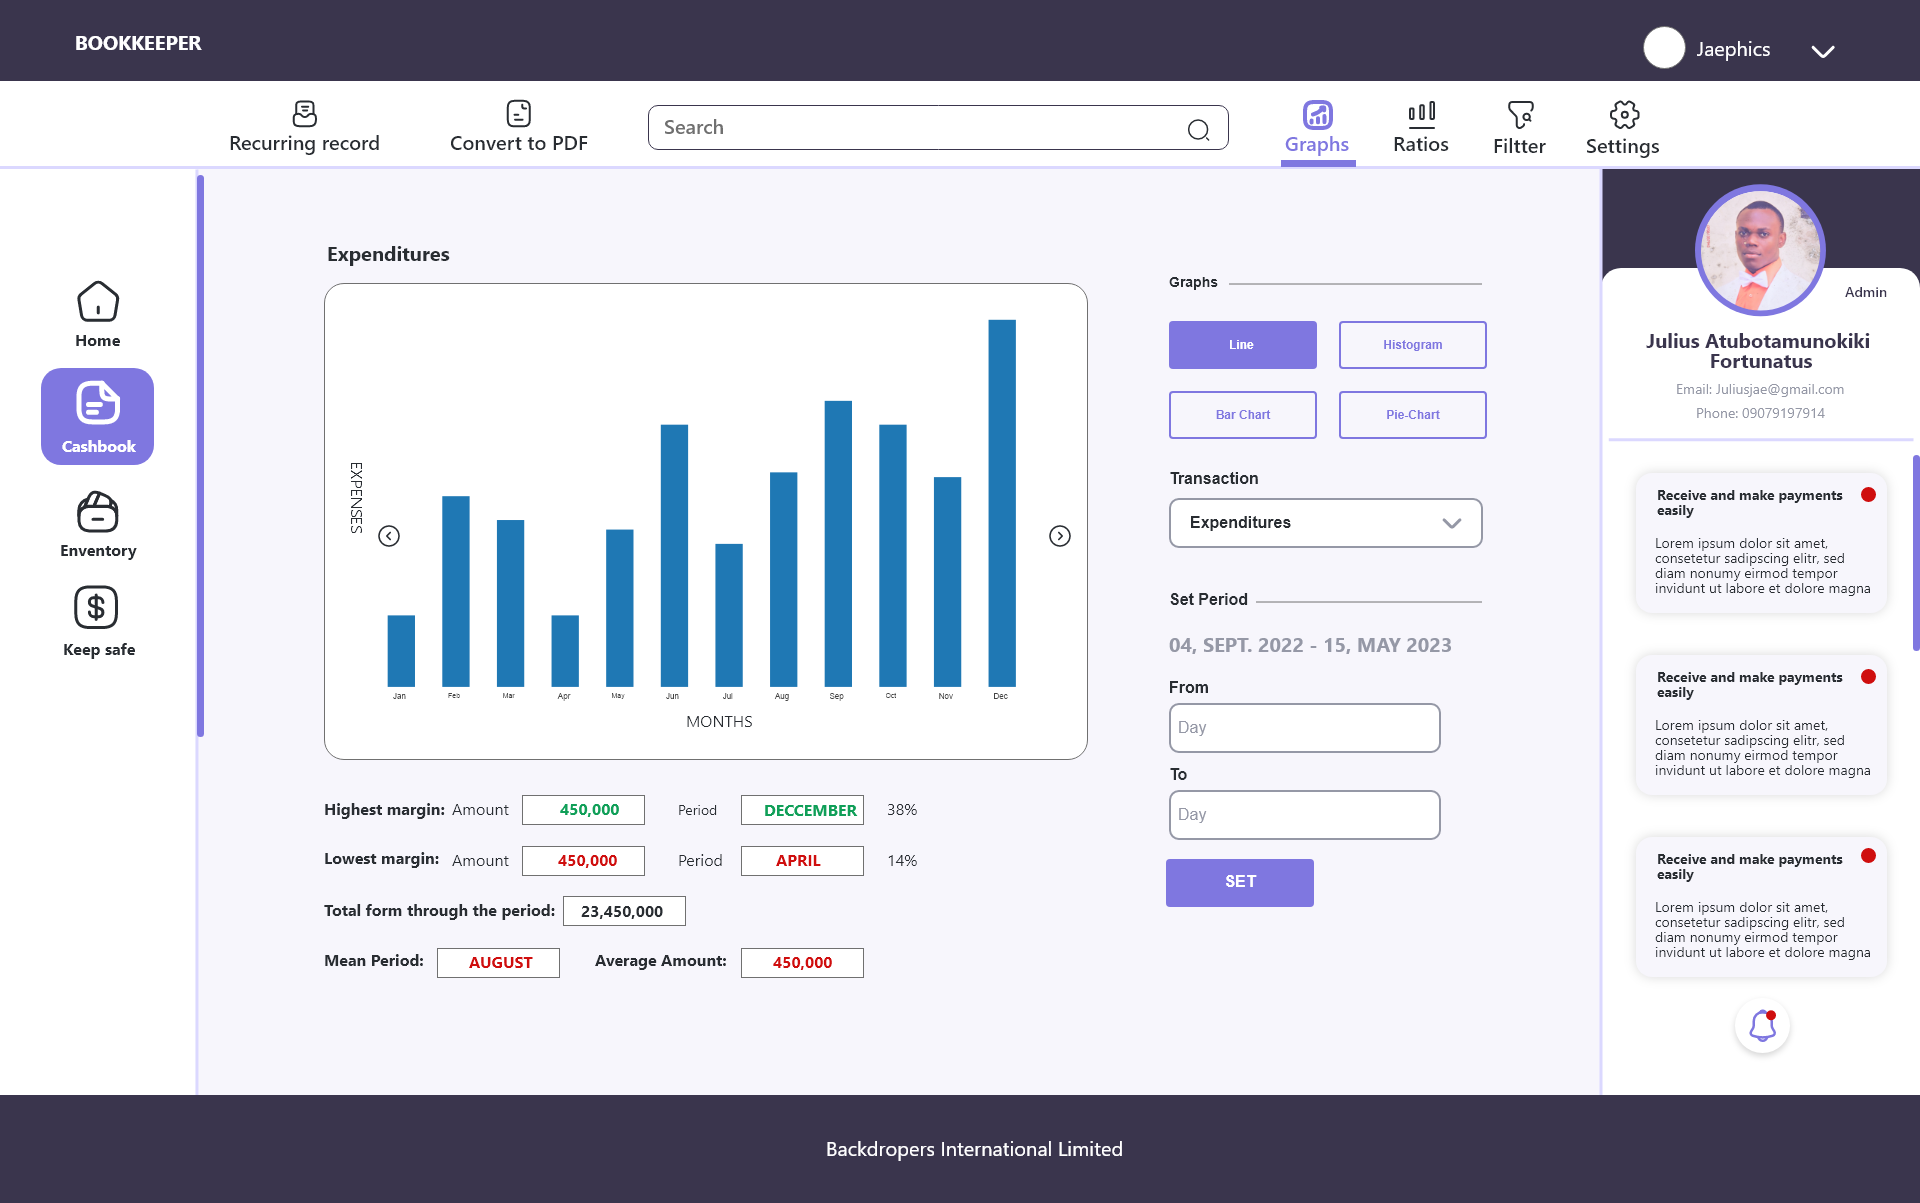 BOOKKEEPER
Jaephics
Recurring record
Convert to PDF
Search
Graphs
Ratios
Filtter
Settings
Home
Cashbook
Enventory
Keep safe
Expenditures
EXPENSES
Jan Feb Mar Apr May Jun Jul Aug Sep Oct Nov Dec
MONTHS
Highest margin: Amount 450,000 Period DECCEMBER 38%
Lowest margin: Amount 450,000 Period APRIL 14%
Total form through the period: 23,450,000
Mean Period: AUGUST Average Amount: 450,000
Graphs
Line
Histogram
Bar Chart
Pie-Chart
Transaction
Expenditures
Set Period
04, SEPT. 2022 - 15, MAY 2023
From
Day
To
Day
SET
Admin
Julius Atubotamunokiki
Fortunatus
Email: Juliusjae@gmail.com
Phone: 09079197914
Receive and make payments
easily
Lorem ipsum dolor sit amet,
consetetur sadipscing elitr, sed
diam nonumy eirmod tempor
invidunt ut labore et dolore magna
Receive and make payments
easily
Lorem ipsum dolor sit amet,
consetetur sadipscing elitr, sed
diam nonumy eirmod tempor
invidunt ut labore et dolore magna
Receive and make payments
easily
Lorem ipsum dolor sit amet,
consetetur sadipscing elitr, sed
diam nonumy eirmod tempor
invidunt ut labore et dolore magna
Backdropers International Limited